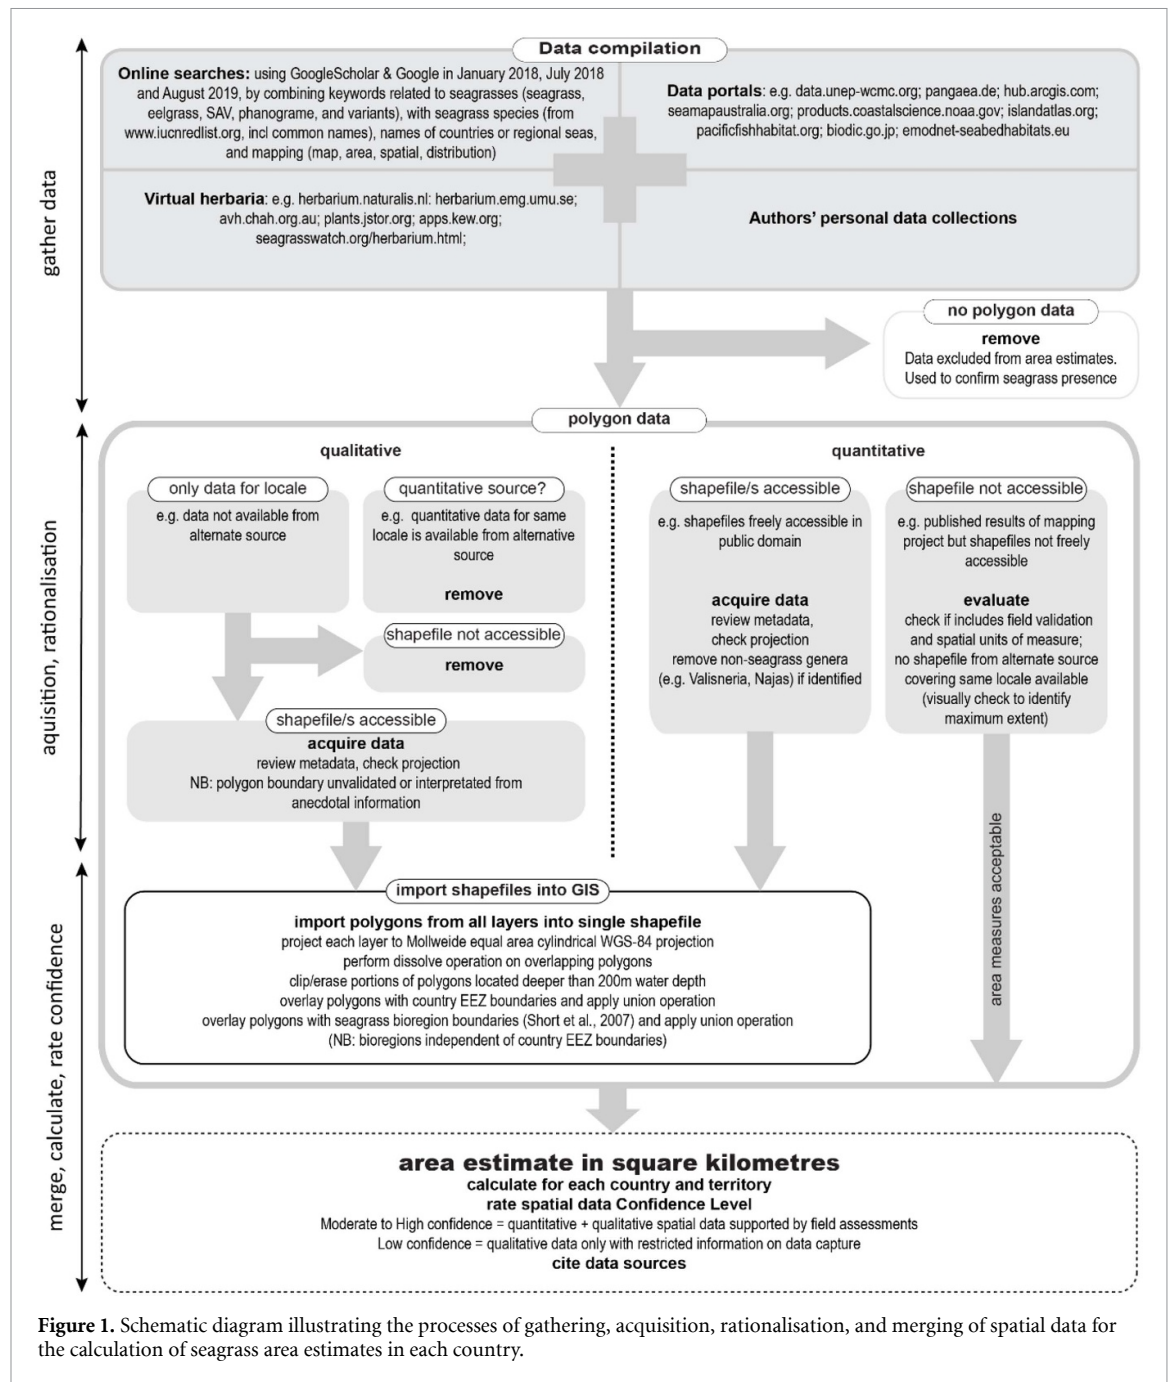 Data compilation
Online searches: using GoogleScholar & Google in January 2018, July 2018
and August 2019, by combining keywords related to seagrasses (seagrass,
eelgrass, SAV, phanograme, and variants), with seagrass species (from
www.iucnredlist.org, incl common names), names of countries or regional seas,
and mapping (map, area, spatial, distribution)
Data portals: e.g. data.unep-wcmc.org; pangaea.de; hub.arcgis.com;
seamapaustralia.org; products.coastalscience.noaa.gov; islandatlas.org;
pacificfishhabitat.org; biodic.go.jp; emodnet-seabedhabitats.eu
Virtual herbaria: e.g. herbarium.naturalis.nl: herbarium.emg.umu.se;
avh.chah.org.au; plants.jstor.org; apps.kew.org;
seagrasswatch.org/herbarium.html;
Authors' personal data collections
gather data
no polygon data
remove
Data excluded from area estimates.
Used to confirm seagrass presence
polygon data
qualitative
quantitative
only data for locale
e.g. data not available from
alternate source
quantitative source?
e.g. quantitative data for same
locale is available from alternative
source
remove
shapefile not accessible
remove
shapefile/s accessible
acquire data
review metadata, check projection
NB: polygon boundary unvalidated or interpretated from
anecdotal information
shapefile/s accessible
e.g. shapefiles freely accessible in
public domain
acquire data
review metadata,
check projection
remove non-seagrass genera
(e.g. Valisneria, Najas) if identified
shapefile not accessible
e.g. published results of mapping
project but shapefiles not freely
accessible
evaluate
check if includes field validation
and spatial units of measure;
no shapefile from alternate source
covering same locale available
(visually check to identify
maximum extent)
area measures acceptable
aquisition, rationalisation
import shapefiles into GIS
import polygons from all layers into single shapefile
project each layer to Mollweide equal area cylindrical WGS-84 projection
perform dissolve operation on overlapping polygons
clip/erase portions of polygons located deeper than 200m water depth
overlay polygons with country EEZ boundaries and apply union operation
overlay polygons with seagrass bioregion boundaries (Short et al., 2007) and apply union operation
(NB: bioregions independent of country EEZ boundaries)
merge, calculate, rate confidence
area estimate in square kilometres
calculate for each country and territory
rate spatial data Confidence Level
Moderate to High confidence = quantitative + qualitative spatial data supported by field assessments
Low confidence = qualitative data only with restricted information on data capture
cite data sources
Figure 1. Schematic diagram illustrating the processes of gathering, acquisition, rationalisation, and merging of spatial data for
the calculation of seagrass area estimates in each country.